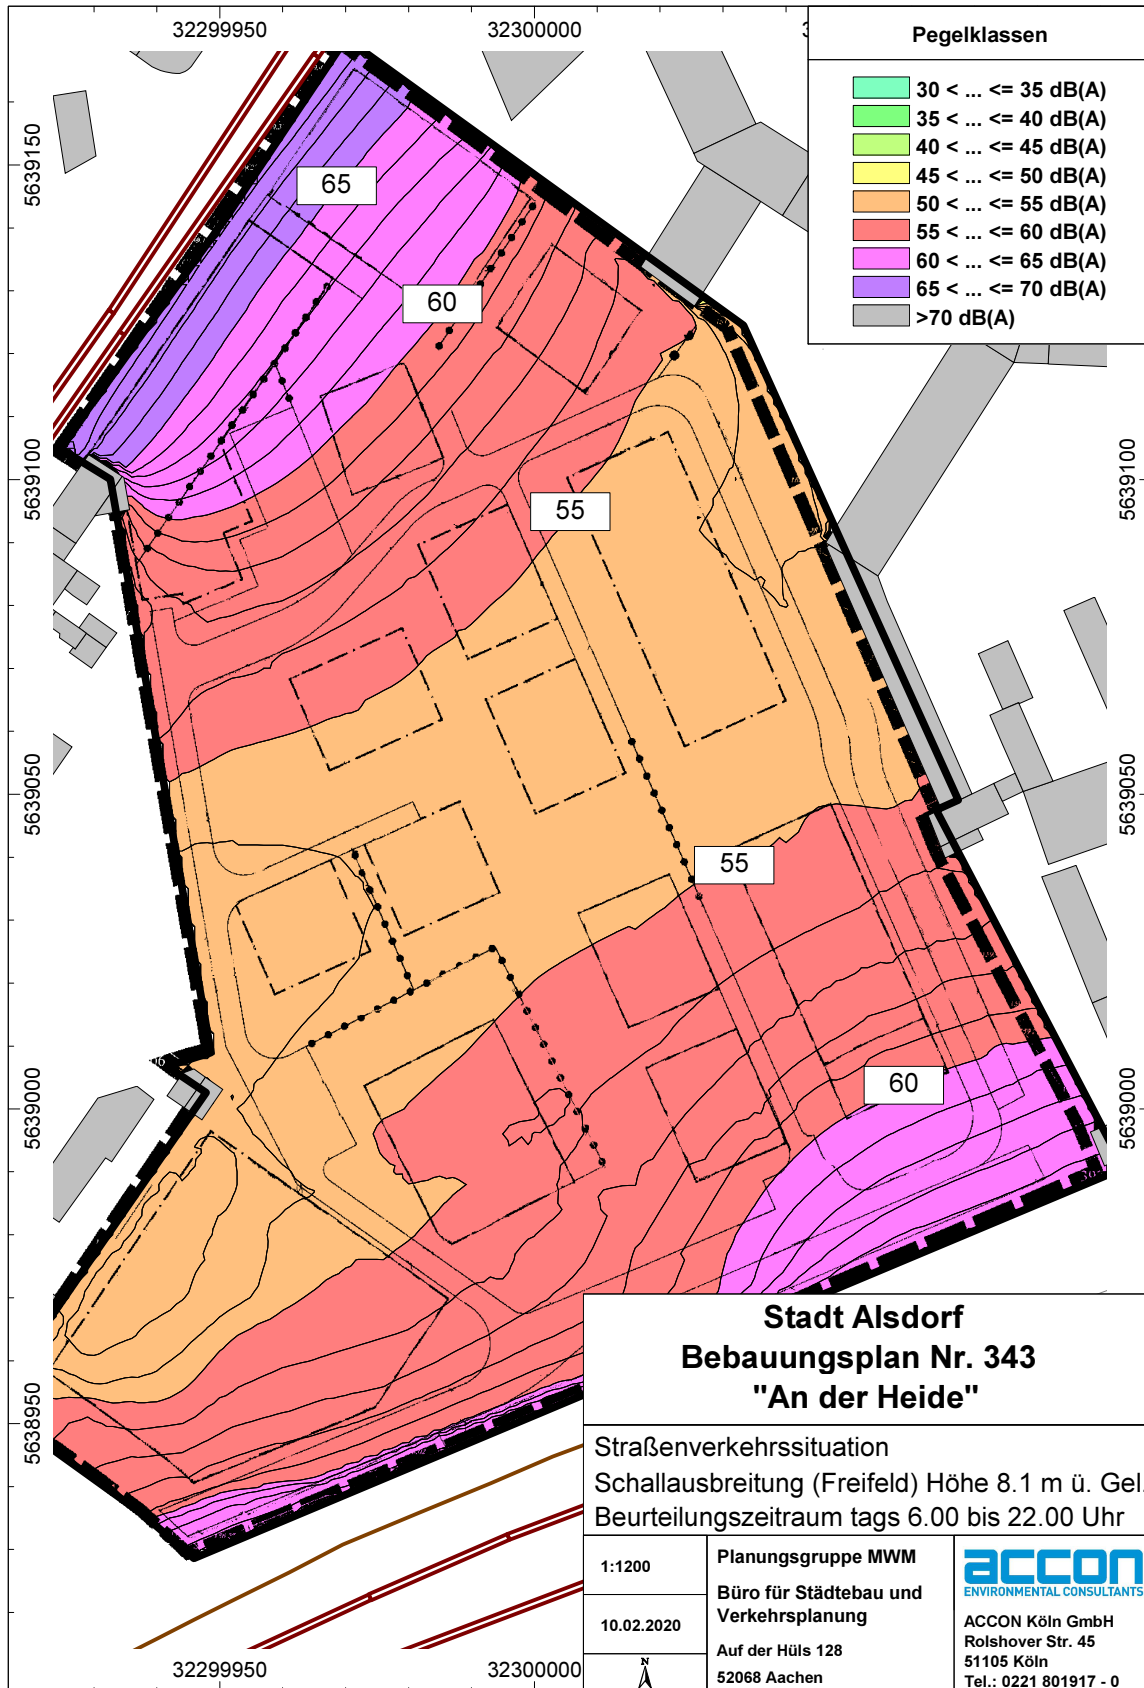 32299950
32300000
Pegelklassen
30 < ... <= 35 dB(A)
35 < ... <= 40 dB(A)
40 < ... <= 45 dB(A)
45 < ... <= 50 dB(A)
50 < ... <= 55 dB(A)
55 < ... <= 60 dB(A)
60 < ... <= 65 dB(A)
65 < ... <= 70 dB(A)
>70 dB(A)
5639150
65
60
5639100
5639100
55
5639050
5639050
55
5639000
5639000
60
5638950
Stadt Alsdorf
Bebauungsplan Nr. 343
"An der Heide"
Straßenverkehrssituation
Schallausbreitung (Freifeld) Höhe 8.1 m ü. Gel.
Beurteilungszeitraum tags 6.00 bis 22.00 Uhr
1:1200
10.02.2020
N
Planungsgruppe MWM
Büro für Städtebau und
Verkehrsplanung
Auf der Hüls 128
52068 Aachen
accon
ENVIRONMENTAL CONSULTANTS
ACCON Köln GmbH
Rolshover Str. 45
51105 Köln
Tel.: 0221 801917 - 0
32299950
32300000